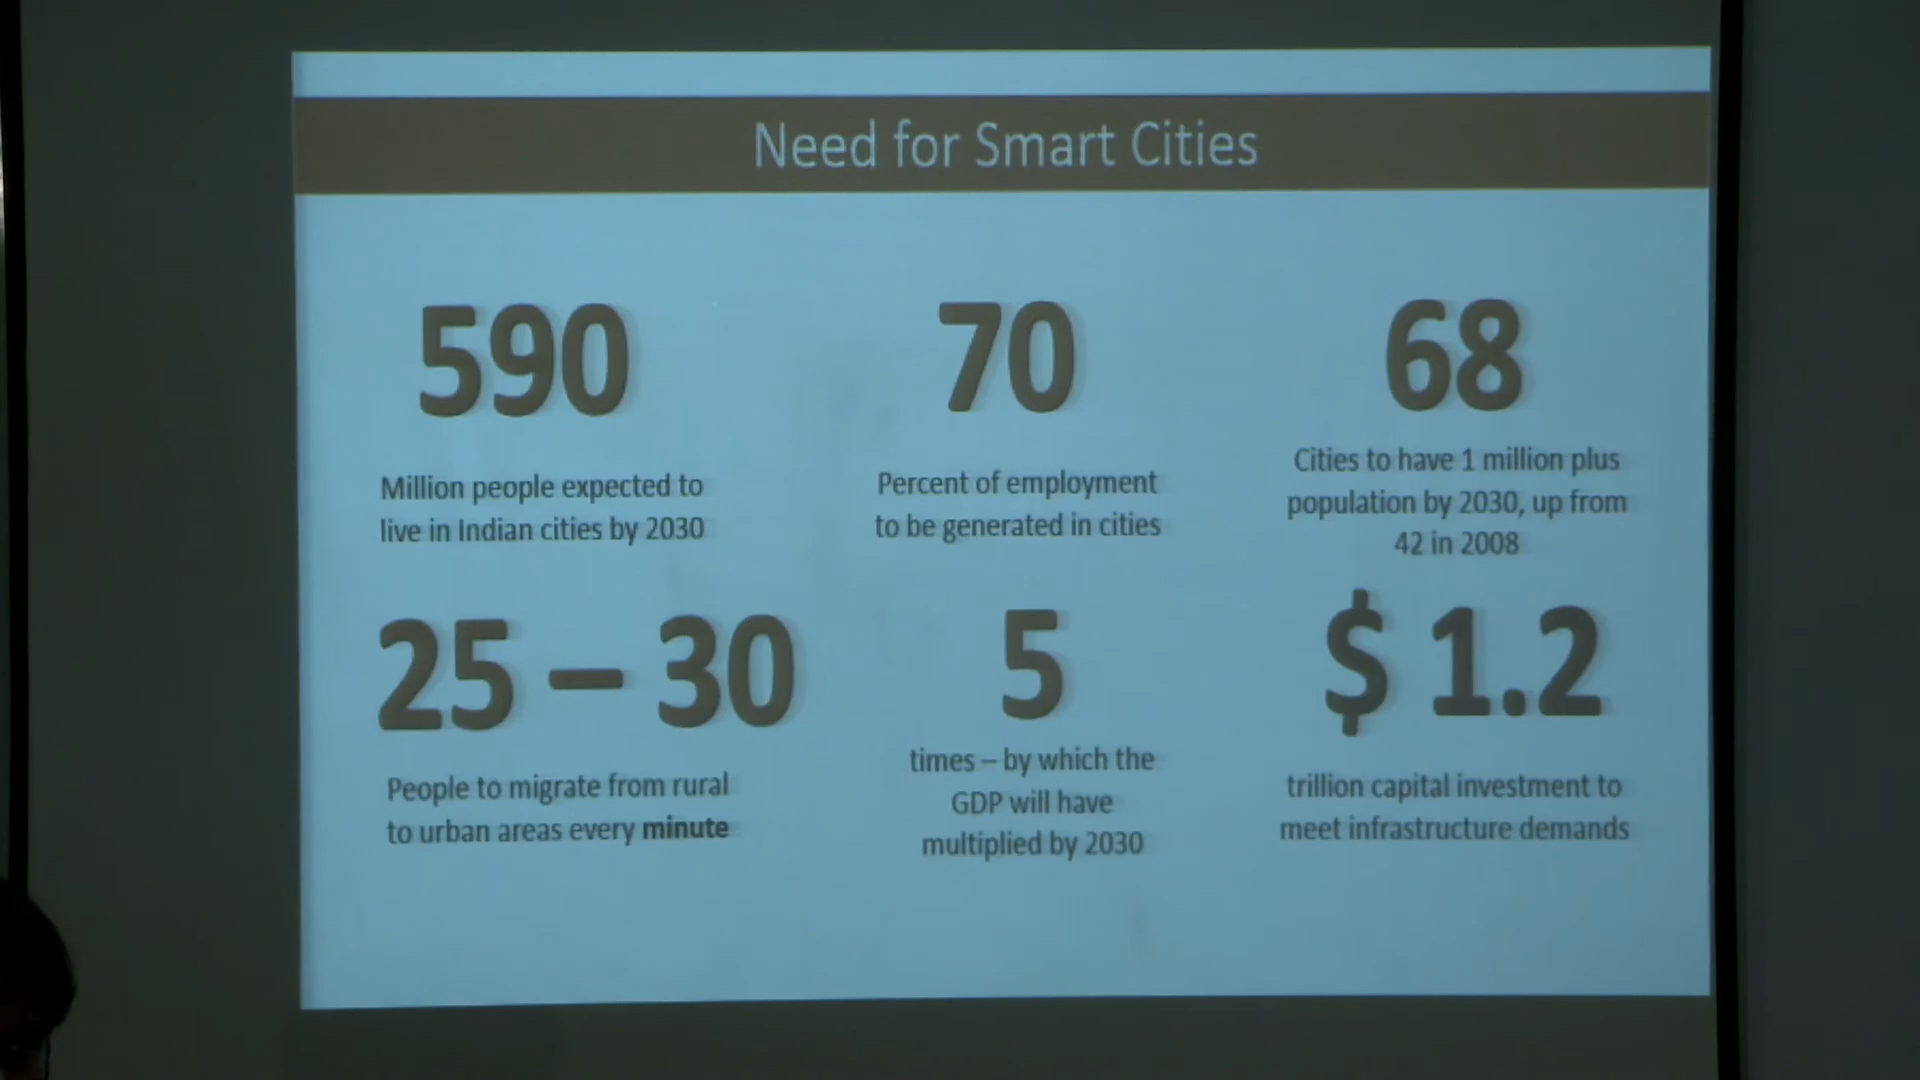 Need for Smart Cities
590
Million people expected to
live in Indian cities by 2030
70
Percent of employment
to be generated in cities
68
Cities to have 1 million plus
population by 2030, up from
42 in 2008
25 – 30
People to migrate from rural
to urban areas every minute
5
times – by which the
GDP will have
multiplied by 2030
$ 1.2
trillion capital investment to
meet infrastructure demands